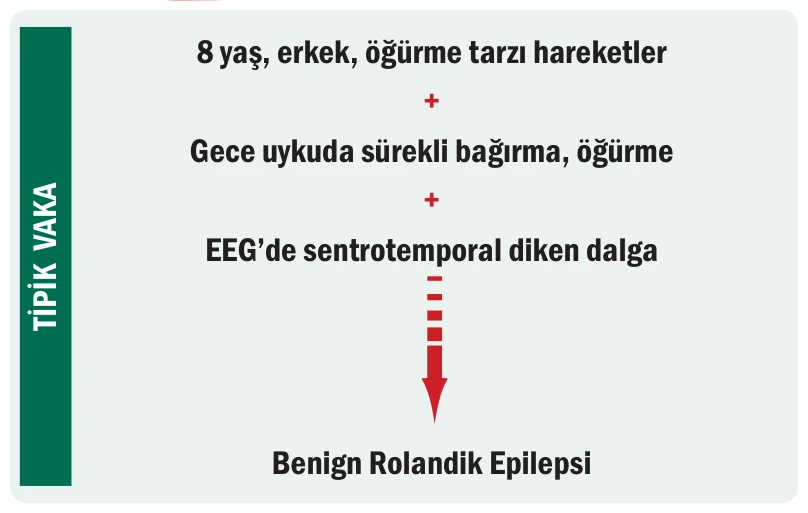 TİPİK VAKA
8 yaş, erkek, öğürme tarzı hareketler
+
Gece uykuda sürekli bağırma, öğürme
+
EEG’de sentrotemporal diken dalga
Benign Rolandik Epilepsi